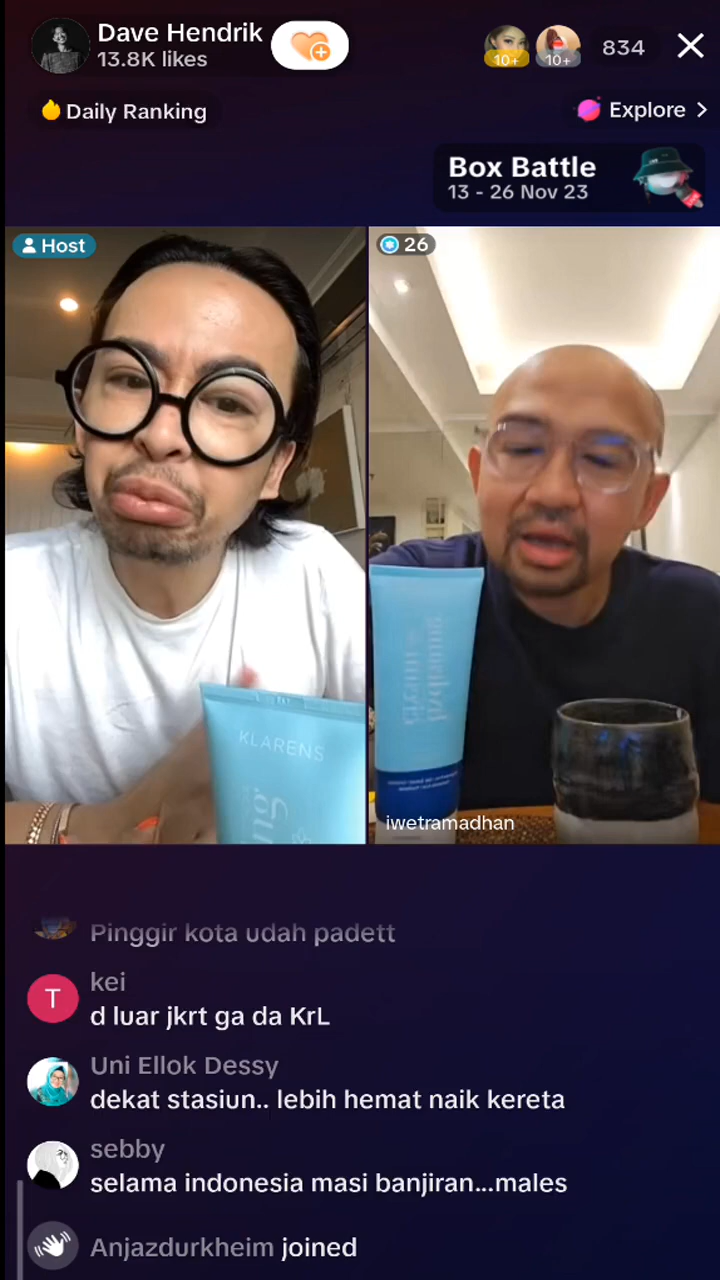 Dave Hendrik
13.8K likes
10+
10+
834
Daily Ranking
Explore
Box Battle
13 - 26 Nov 23
Host
26
KLARENS
iwetramadhan
Pinggir kota udah padett
kei
T
d luar jkrt ga da KrL
Uni Ellok Dessy
dekat stasiun.. lebih hemat naik kereta
sebby
selama indonesia masi banjiran...males
Anjazdurkheim joined